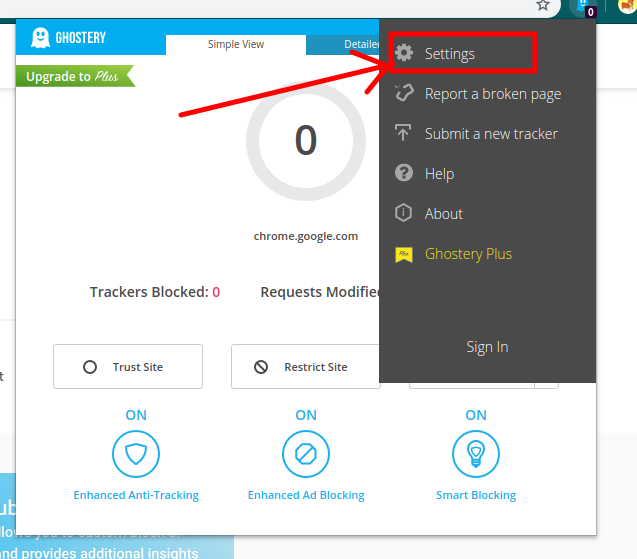 0
GHOSTERY
Simple View
Detailed
Settings
Upgrade to Plus
Report a broken page
0
Submit a new tracker
Help
About
chrome.google.com
Ghostery Plus
Plus
Trackers Blocked: 0
Requests Modified
Sign In
Trust Site
Restrict Site
ON
ON
ON
Enhanced Anti-Tracking
Enhanced Ad Blocking
Smart Blocking
and provides additional insights